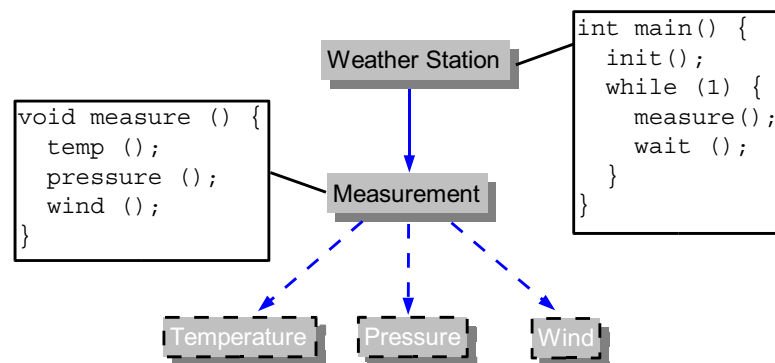 Weather Station
int main() {
  init();
  while (1) {
    measure();
    wait ();
  }
}
void measure () {
  temp ();
  pressure ();
  wind ();
}
Measurement
Temperature
Pressure
Wind